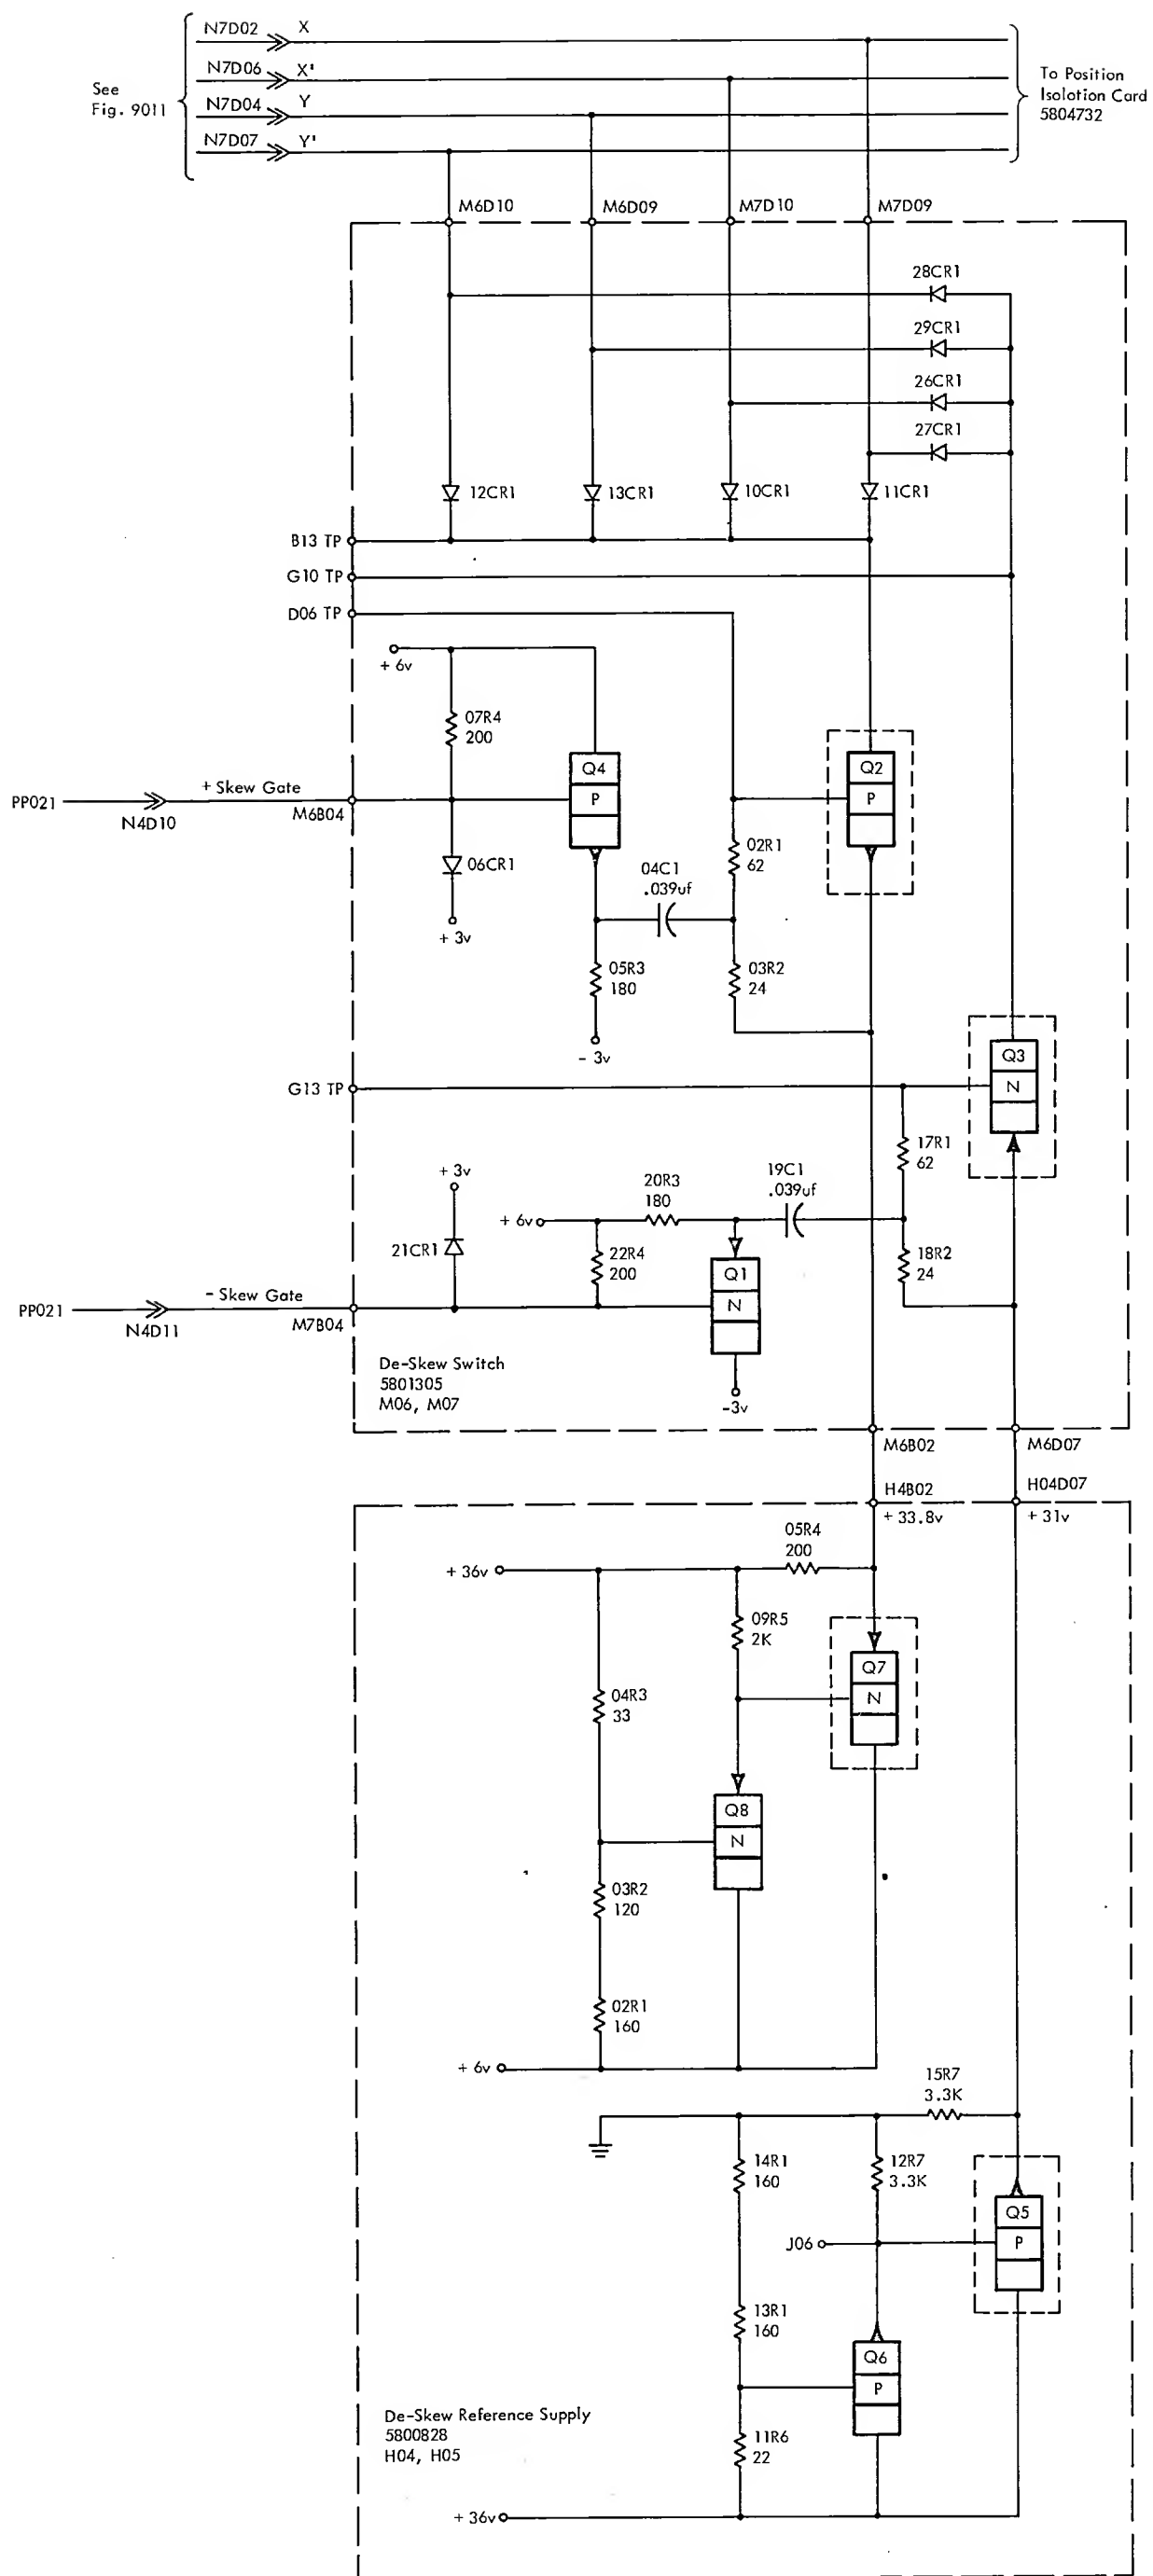 N7D02
X
N7D06
X'
See
Fig. 9011
N7D04
Y
N7D07
Y'
To Position
Isolotion Card
5804732
M6D10
M6D09
M7D10
M7D09
28CR1
29CR1
26CR1
27CR1
12CR1
13CR1
10CR1
11CR1
B13 TP
G10 TP
D06 TP
+ 6v
07R4
200
Q4
P
Q2
P
PP021
N4D10
+ Skew Gate
M6B04
06CR1
+ 3v
04C1
.039uf
02R1
62
05R3
180
03R2
24
- 3v
Q3
N
G13 TP
17R1
62
+ 3v
20R3
180
19C1
.039uf
+ 6v
21CR1
22R4
200
Q1
N
18R2
24
PP021
N4D11
- Skew Gate
M7B04
-3v
De-Skew Switch
5801305
M06, M07
M6B02
M6D07
H4B02
H04D07
+ 33.8v
+ 31v
05R4
200
+ 36v
09R5
2K
Q7
N
04R3
33
Q8
N
03R2
120
02R1
160
+ 6v
15R7
3.3K
14R1
160
12R7
3.3K
Q5
P
J06
13R1
160
Q6
P
De-Skew Reference Supply
5800828
H04, H05
11R6
22
+ 36v